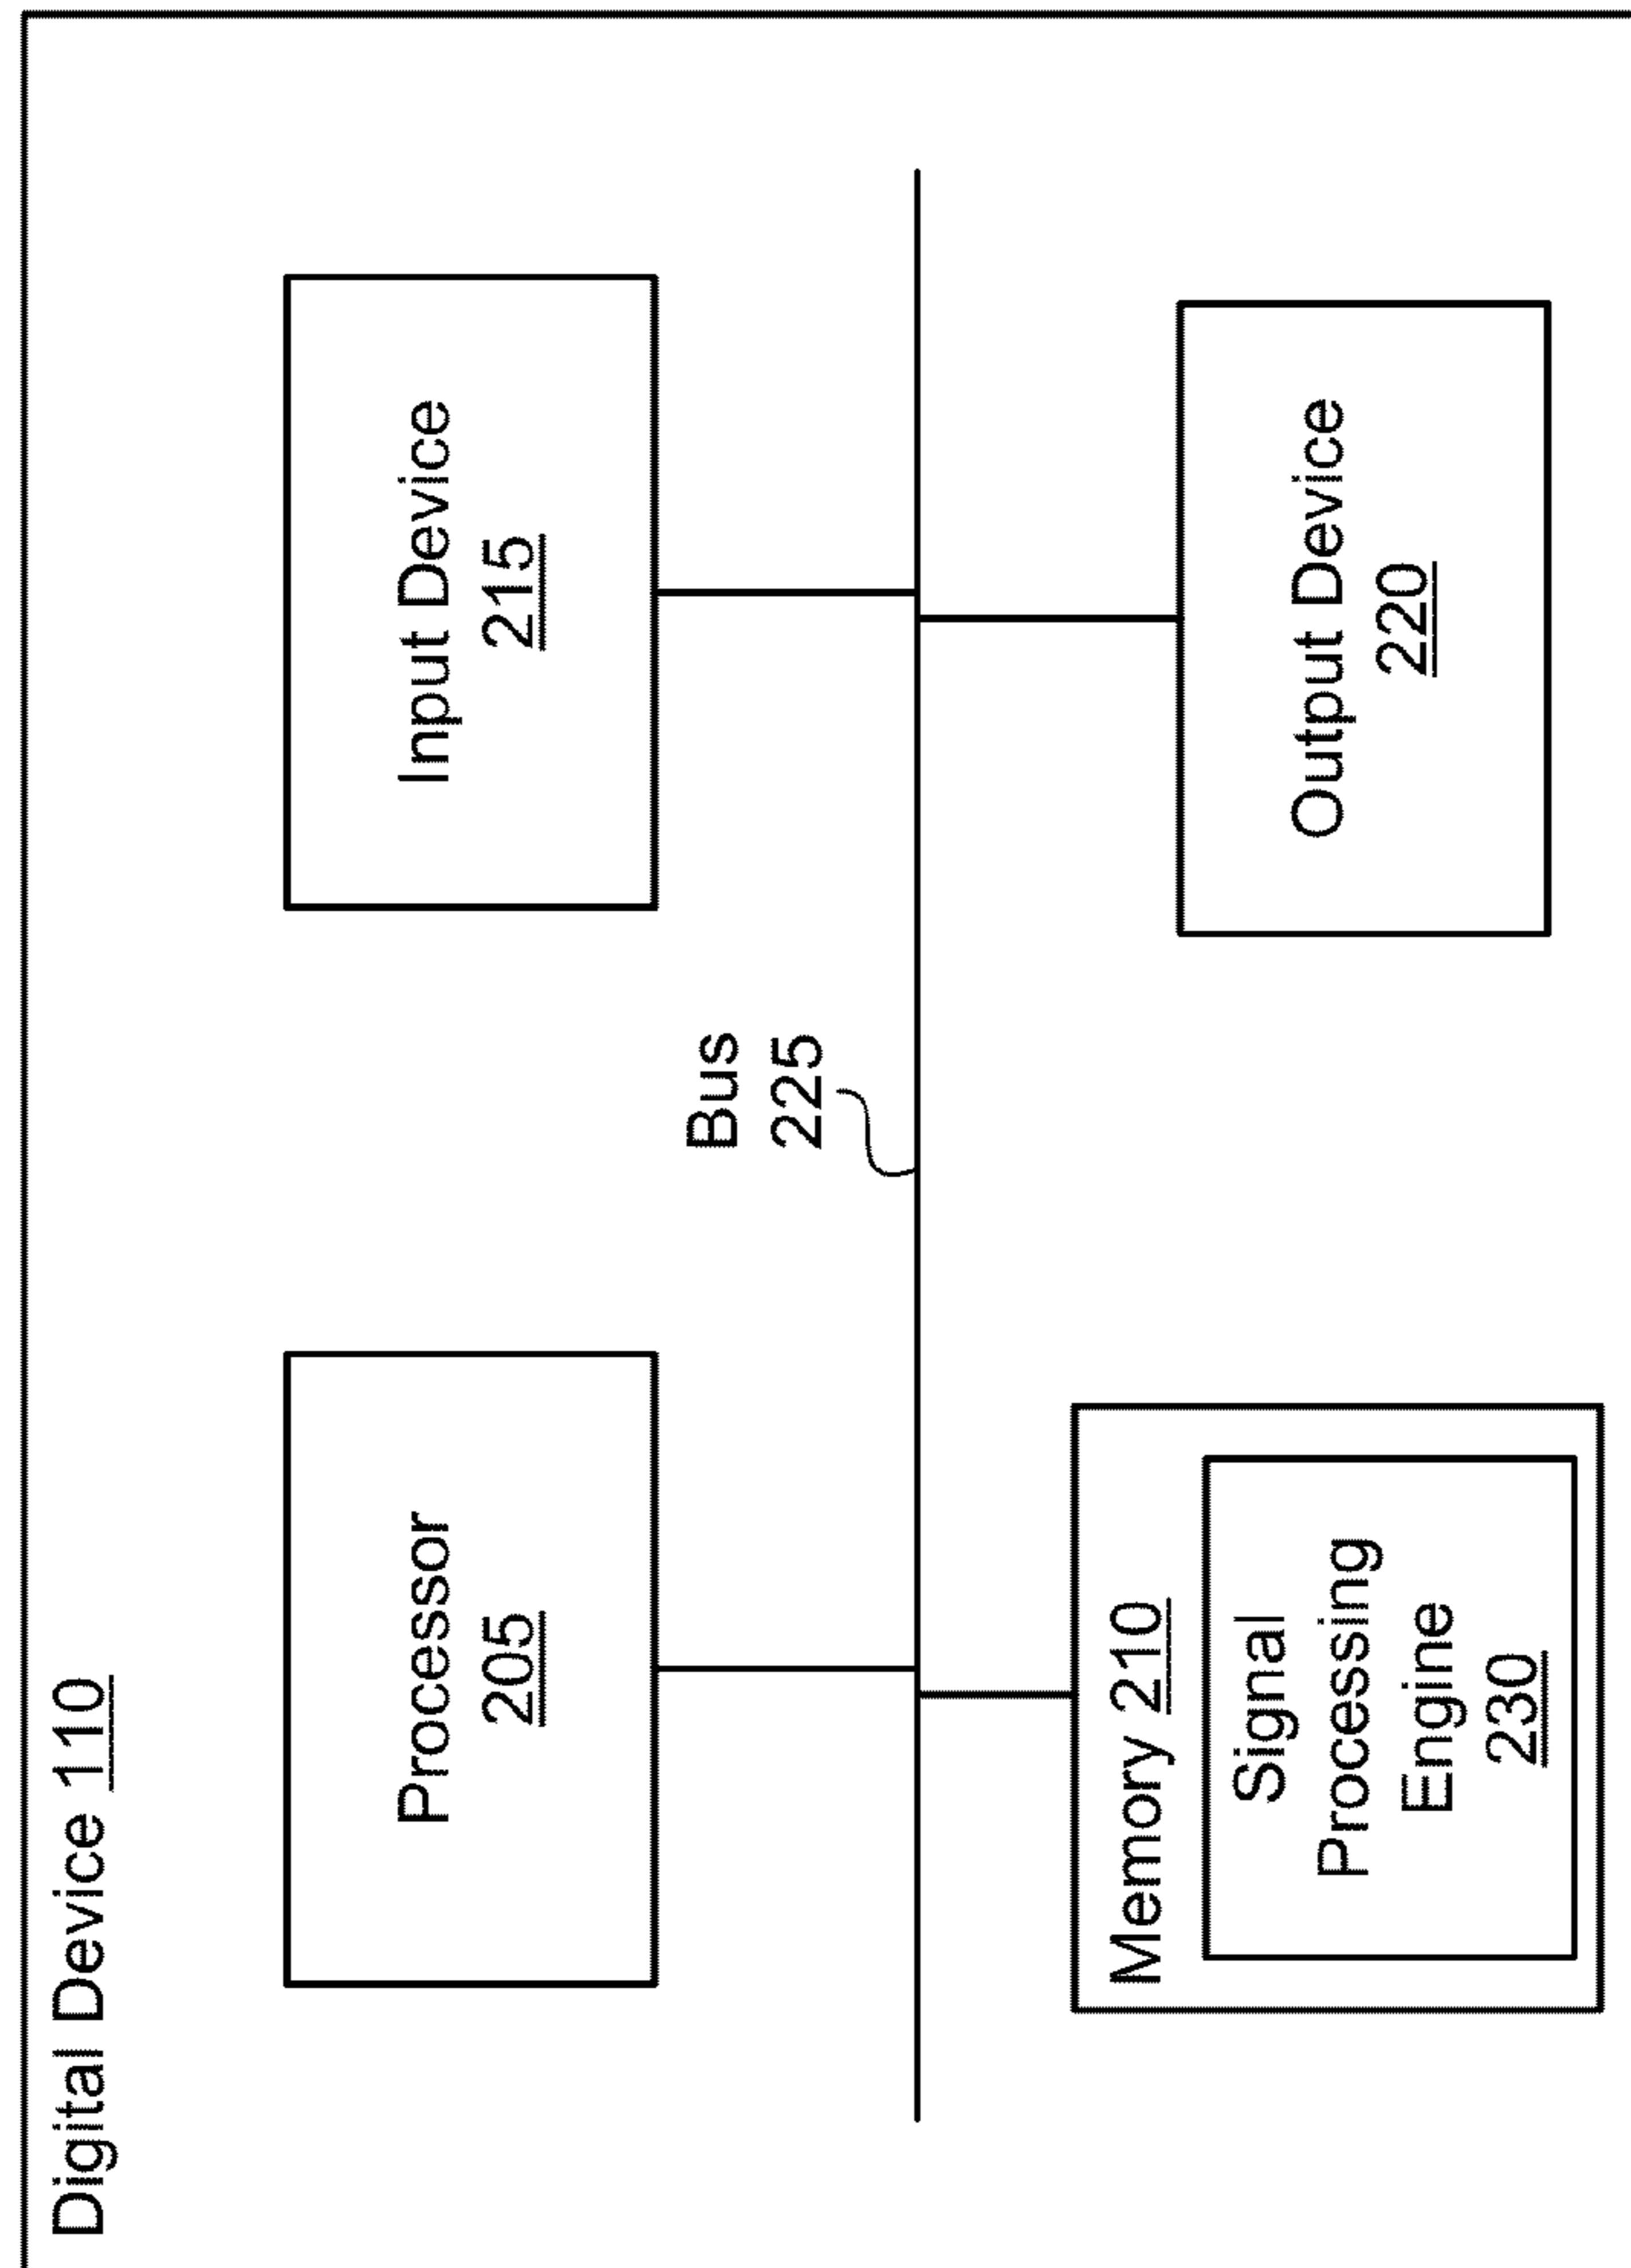 Digital Device 110
Processor
205
Input Device
215
Bus
225
Memory 210
Signal
Processing
Engine
230
Output Device
220